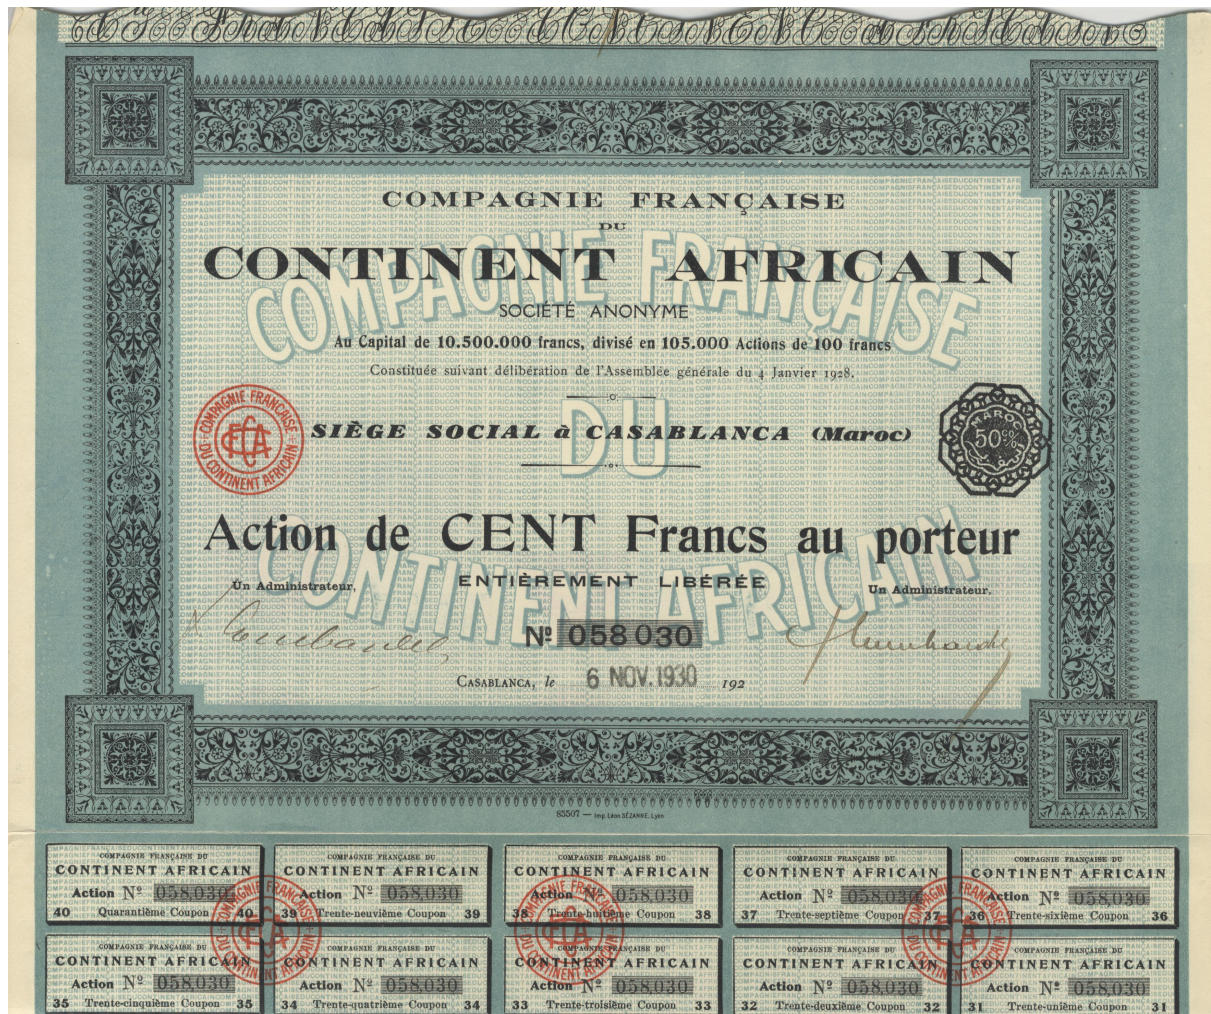 COMPAGNIE FRANÇAISE
DU
CONTINENT AFRICAIN
SOCIÉTÉ ANONYME
Au Capital de 10.500.000 francs, divisé en 105.000 Actions de 100 francs
Constituée suivant délibération de l'Assemblée générale du 4 Janvier 1928.
COMPAGNIE FRANÇAISE
DU
CONTINENT AFRICAIN
COMPAGNIE FRANÇAISE DU CONTINENT AFRICAIN
CFCA
SIÈGE SOCIAL à CASABLANCA (Maroc)
MAROC
50 %
Action de CENT Francs au porteur
ENTIÈREMENT LIBÉRÉE
Un Administrateur,
Un Administrateur,
Nº 058030
CASABLANCA, le 6 NOV. 1930 192
85507 — Imp. Léon SÉZANNE, Lyon
COMPAGNIE FRANÇAISE DU
CONTINENT AFRICAIN
Action Nº 058,030
40 Quarantième Coupon 40
COMPAGNIE FRANÇAISE DU
CONTINENT AFRICAIN
Action Nº 058,030
39 Trente-neuvième Coupon 39
COMPAGNIE FRANÇAISE DU
CONTINENT AFRICAIN
Action Nº 058,030
38 Trente-huitième Coupon 38
COMPAGNIE FRANÇAISE DU
CONTINENT AFRICAIN
Action Nº 058,030
37 Trente-septième Coupon 37
COMPAGNIE FRANÇAISE DU
CONTINENT AFRICAIN
Action Nº 058,030
36 Trente-sixième Coupon 36
COMPAGNIE FRANÇAISE DU
CONTINENT AFRICAIN
Action Nº 058,030
35 Trente-cinquième Coupon 35
COMPAGNIE FRANÇAISE DU
CONTINENT AFRICAIN
Action Nº 058,030
34 Trente-quatrième Coupon 34
COMPAGNIE FRANÇAISE DU
CONTINENT AFRICAIN
Action Nº 058,030
33 Trente-troisième Coupon 33
COMPAGNIE FRANÇAISE DU
CONTINENT AFRICAIN
Action Nº 058,030
32 Trente-deuxième Coupon 32
COMPAGNIE FRANÇAISE DU
CONTINENT AFRICAIN
Action Nº 058,030
31 Trente-unième Coupon 31